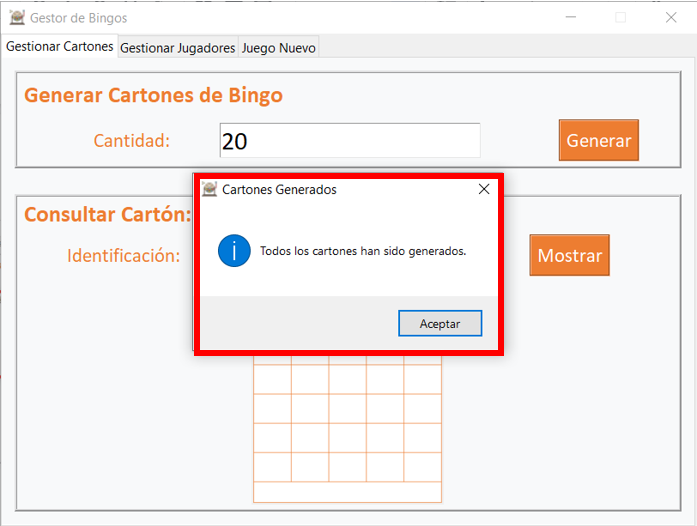 Gestor de Bingos
Gestionar Cartones Gestionar Jugadores Juego Nuevo
Generar Cartones de Bingo
Cantidad: 20 Generar
Cartones Generados
Todos los cartones han sido generados.
Aceptar
Consultar Cartón:
Identificación: Mostrar